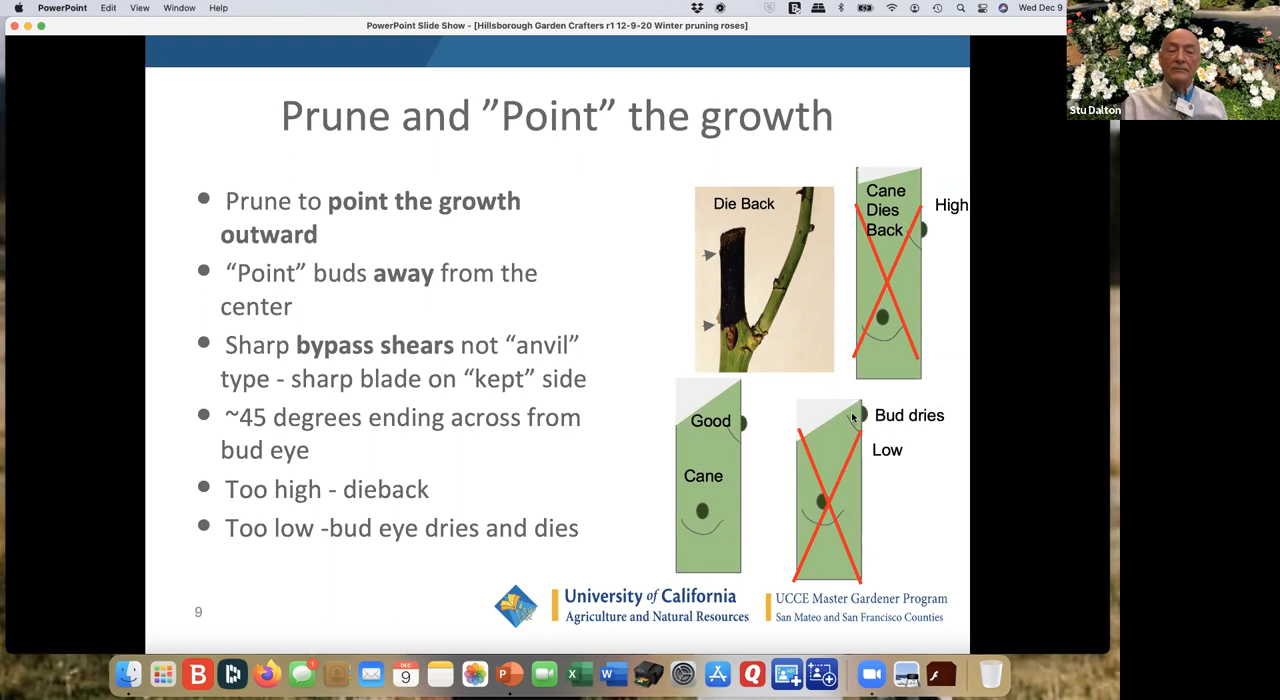 PowerPoint Edit View Window Help
Wed Dec 9
PowerPoint Slide Show - [Hillsborough Garden Crafters r1 12-9-20 Winter pruning roses]
Stu Dalton
Prune and ”Point” the growth
● Prune to point the growth
outward
● “Point” buds away from the
center
● Sharp bypass shears not “anvil”
type - sharp blade on “kept” side
● ~45 degrees ending across from
bud eye
● Too high - dieback
● Too low -bud eye dries and dies
Die Back
Cane
Dies
Back
High
Good
Cane
Bud dries
Low
9
University of California
Agriculture and Natural Resources
UCCE Master Gardener Program
San Mateo and San Francisco Counties
B
1
DEC
9
P
X
W
Q